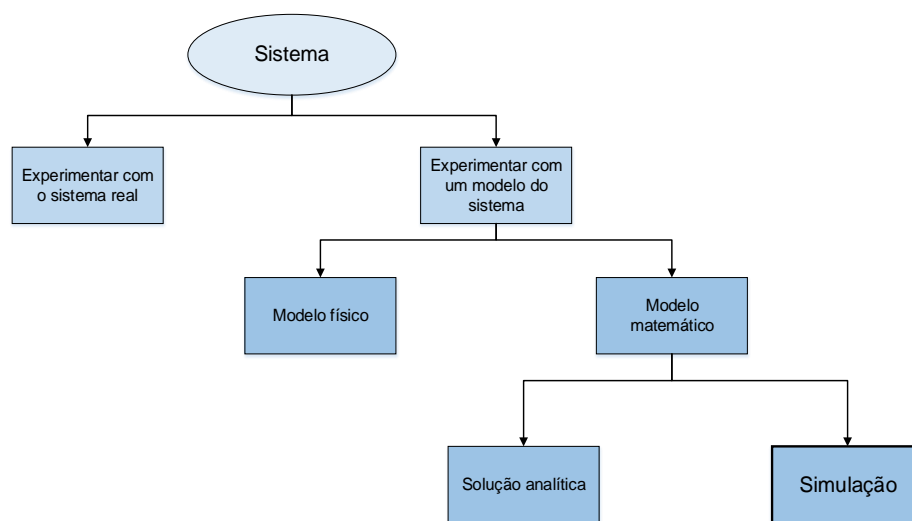 Sistema
Experimentar com
o sistema real
Experimentar com
um modelo do
sistema
Modelo físico
Modelo
matemático
Solução analítica
Simulação